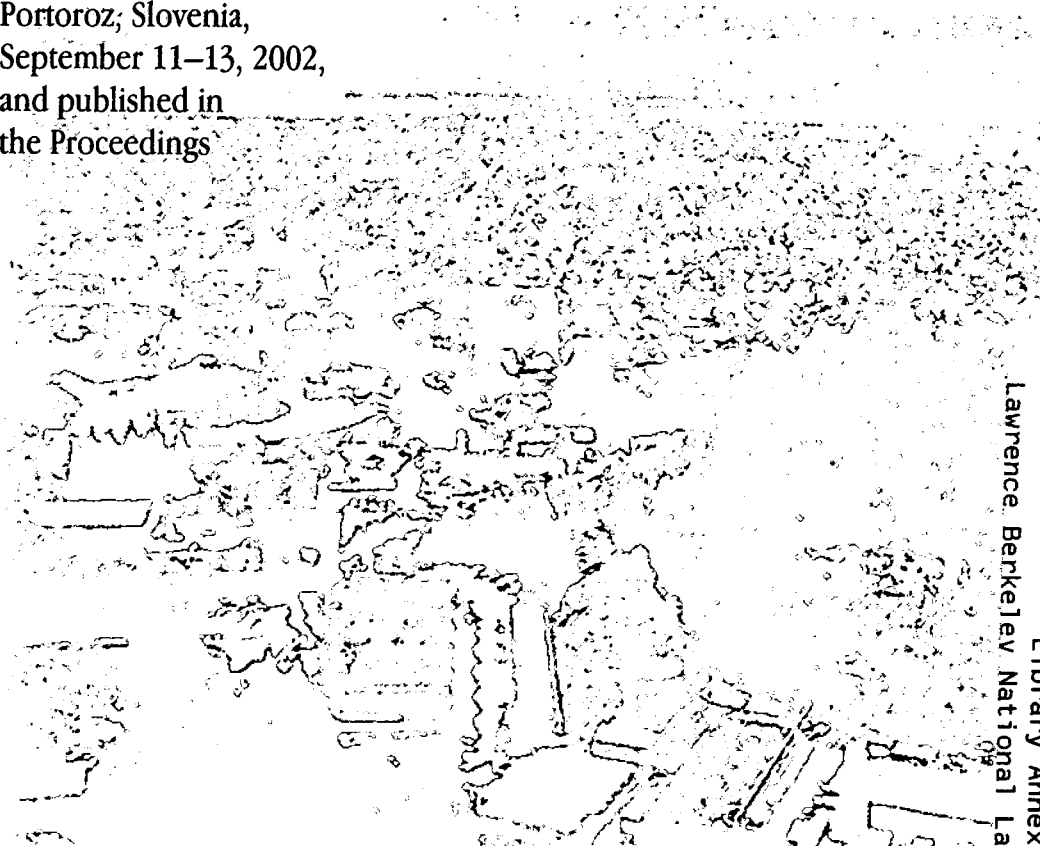 Portoroz, Slovenia,
September 11–13, 2002,
and published in
the Proceedings
Library Annex
Lawrence Berkeley National La